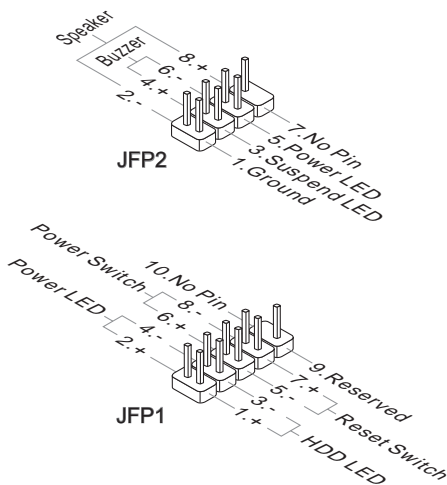 Speaker
Buzzer
8.+
6.-
4.+
2.-
7.No Pin
5.Power LED
3.Suspend LED
1.Ground
JFP2
Power Switch
Power LED
10.No Pin
8.-
6.+
4.-
2.+
9.Reserved
7.+
5.-
Reset Switch
3.-
1.+
HDD LED
JFP1